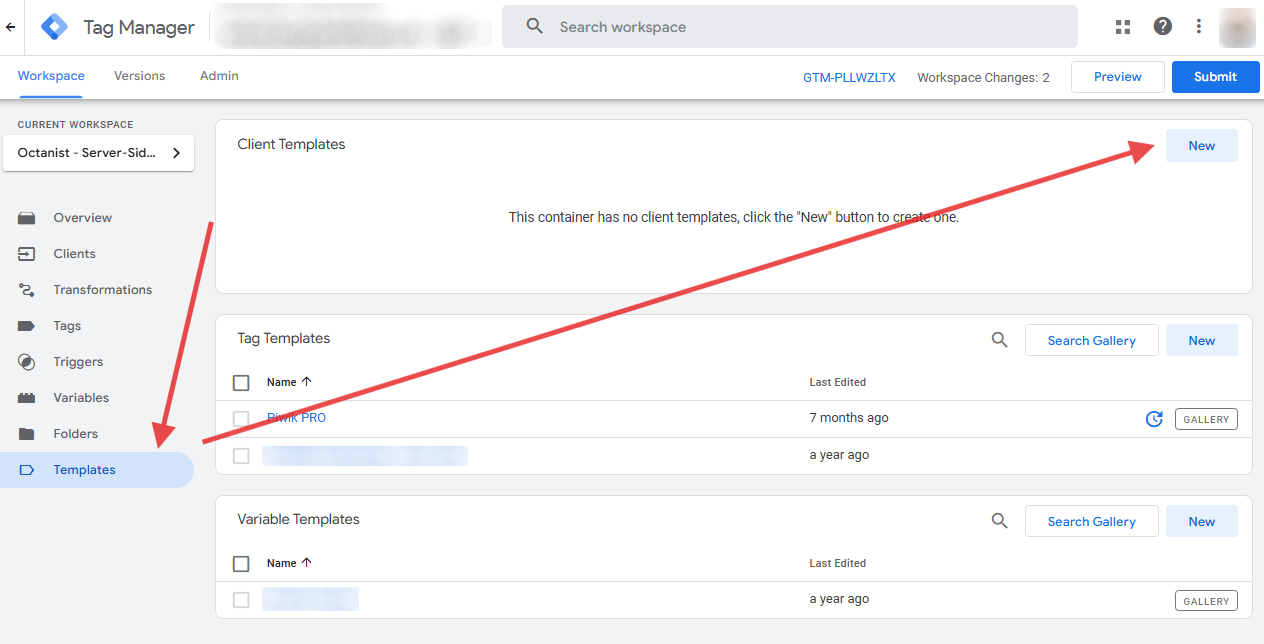 Tag Manager
Search workspace
Workspace Versions Admin
GTM-PLLWZLTX Workspace Changes: 2 Preview Submit
CURRENT WORKSPACE
Octanist - Server-Sid...
Overview
Clients
Transformations
Tags
Triggers
Variables
Folders
Templates
Client Templates New
This container has no client templates, click the "New" button to create one.
Tag Templates Search Gallery New
Name Last Edited
Piwik PRO 7 months ago GALLERY
a year ago
Variable Templates Search Gallery New
Name Last Edited
a year ago GALLERY